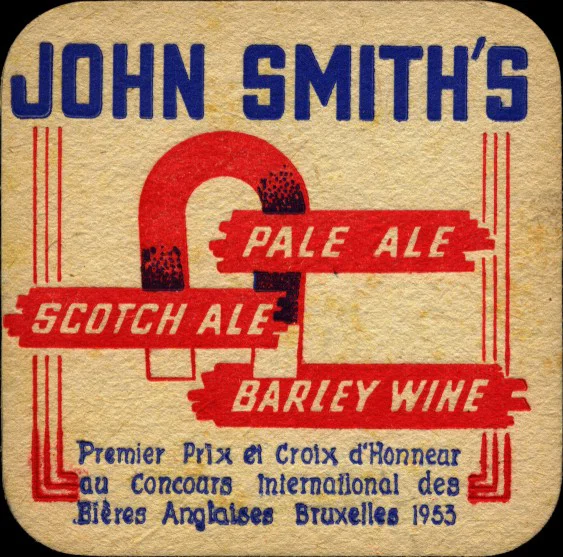 JOHN SMITH'S
PALE ALE
SCOTCH ALE
BARLEY WINE
Premier Prix et Croix d'Honneur
au Concours International des
Bières Anglaises Bruxelles 1953